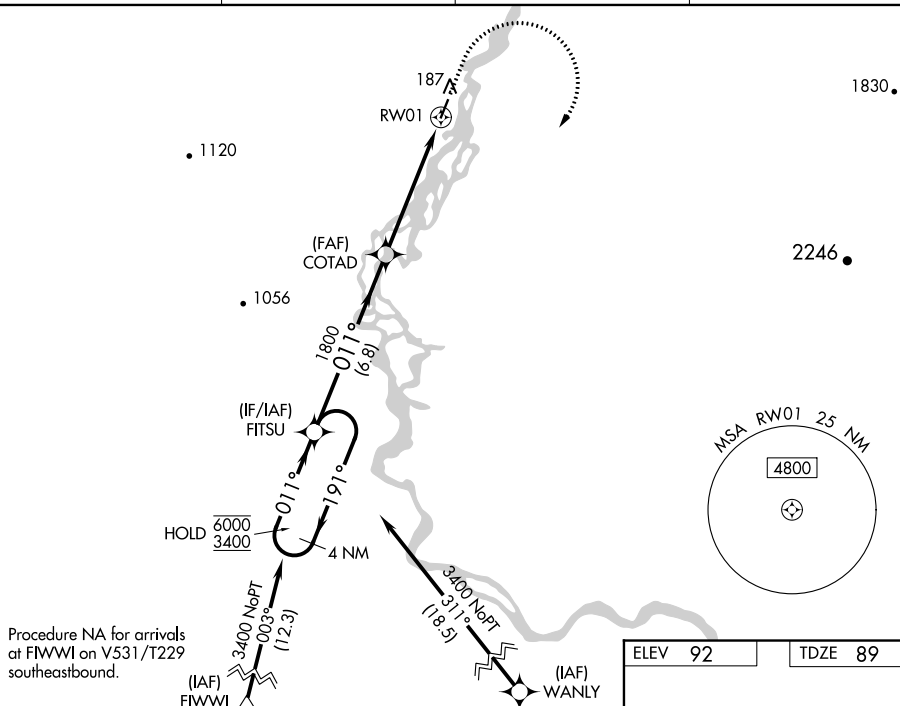 187
RW01
1830
1120
(FAF)
COTAD
2246
1056
1800
011°
(6.8)
(IF/IAF)
FITSU
MSA RW01 25 NM
4800
011°
191°
HOLD 6000
3400
4 NM
3400 NoPT
003°
(12.3)
3400 NoPT
311°
(18.5)
Procedure NA for arrivals
at FIWWI on V531/T229
southeastbound.
(IAF)
FIWWI
(IAF)
WANLY
ELEV 92
TDZE 89